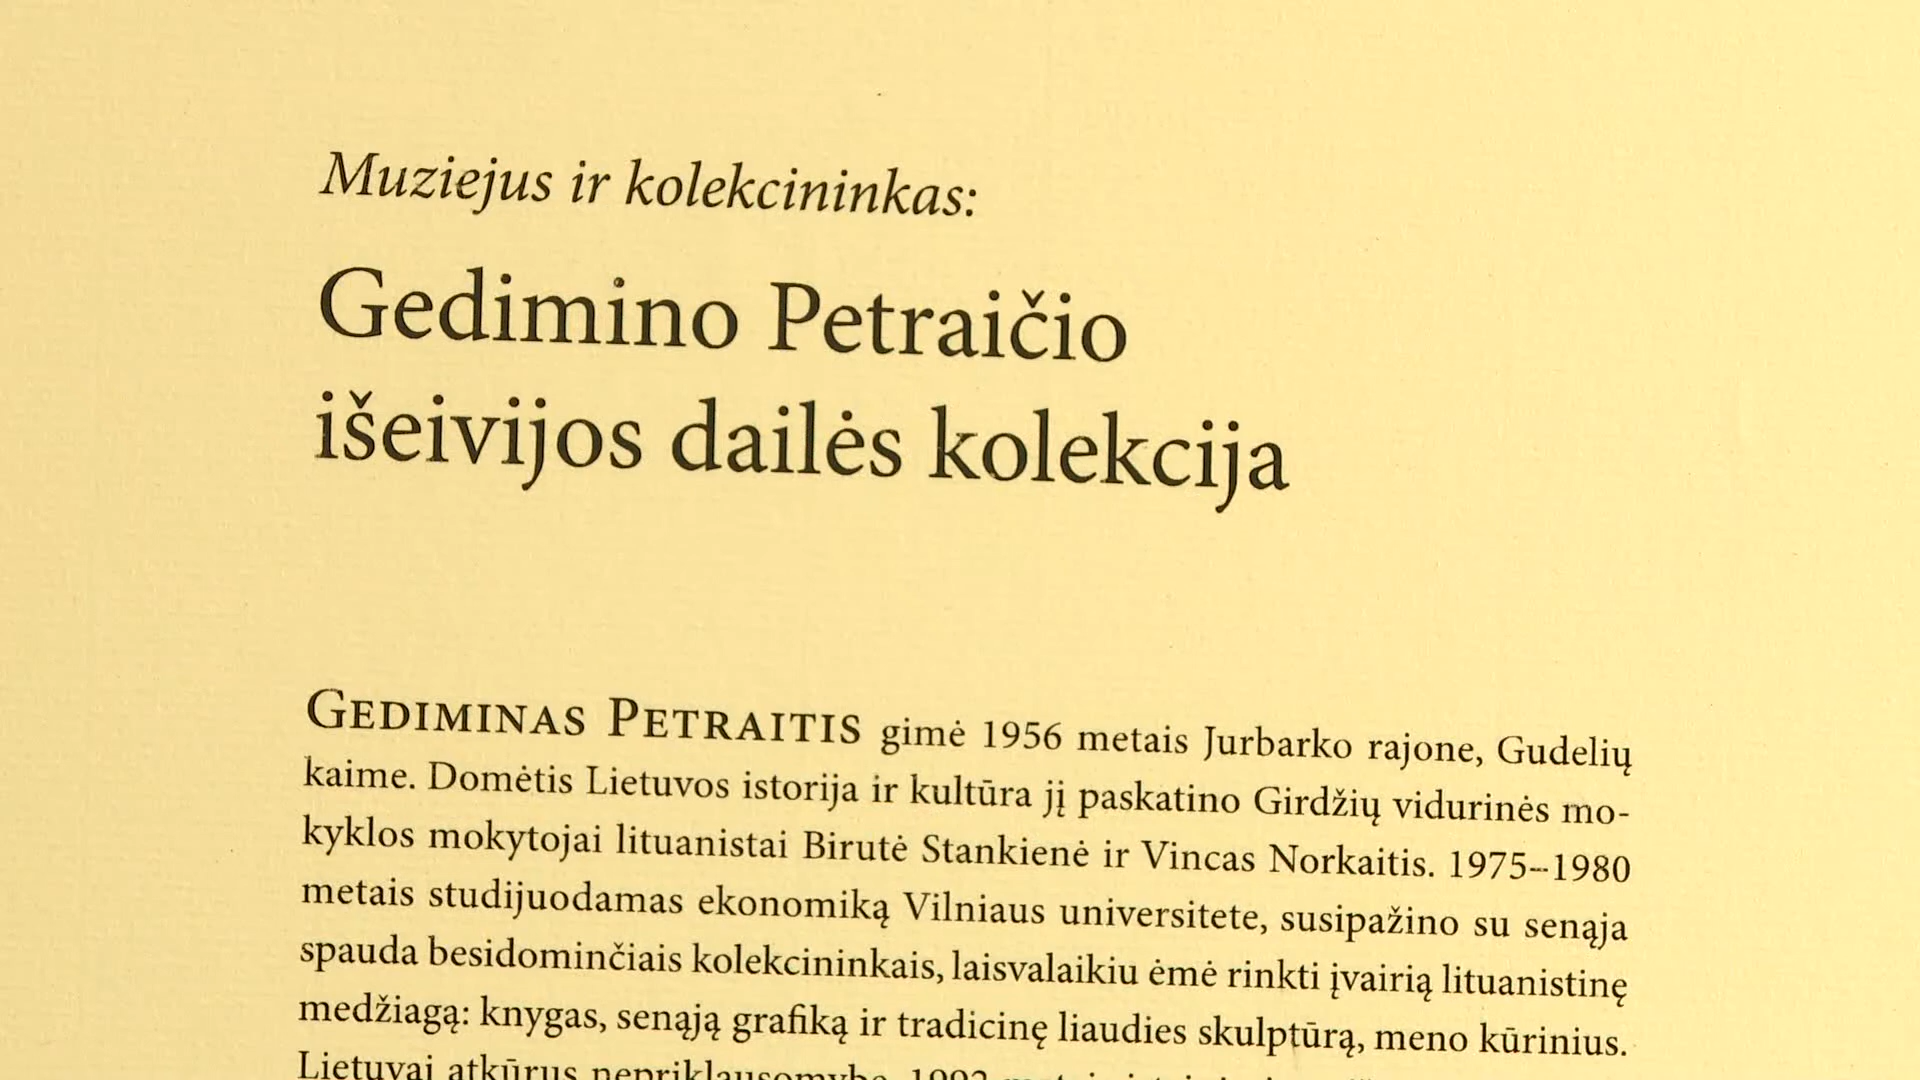 Muziejus ir kolekcininkas:
Gedimino Petraičio
išeivijos dailės kolekcija
Gediminas Petraitis gimė 1956 metais Jurbarko rajone, Gudelių
kaime. Domėtis Lietuvos istorija ir kultūra jį paskatino Girdžių vidurinės mo-
kyklos mokytojai lituanistai Birutė Stankienė ir Vincas Norkaitis. 1975–1980
metais studijuodamas ekonomiką Vilniaus universitete, susipažino su senąja
spauda besidominčiais kolekcininkais, laisvalaikiu ėmė rinkti įvairią lituanistinę
medžiagą: knygas, senąją grafiką ir tradicinę liaudies skulptūrą, meno kūrinius.
Lietuvai atkūrus nepriklausomybę,